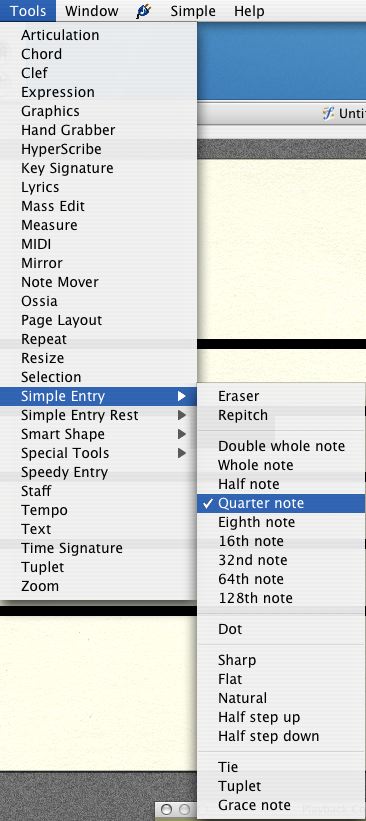 Tools Window Simple Help
Articulation
Chord
Clef
Expression
Graphics
Hand Grabber
HyperScribe
Key Signature
Lyrics
Mass Edit
Measure
MIDI
Mirror
Note Mover
Ossia
Page Layout
Repeat
Resize
Selection
Simple Entry
Simple Entry Rest
Smart Shape
Special Tools
Speedy Entry
Staff
Tempo
Text
Time Signature
Tuplet
Zoom
Unti
Eraser
Repitch
Double whole note
Whole note
Half note
Quarter note
Eighth note
16th note
32nd note
64th note
128th note
Dot
Sharp
Flat
Natural
Half step up
Half step down
Tie
Tuplet
Grace note